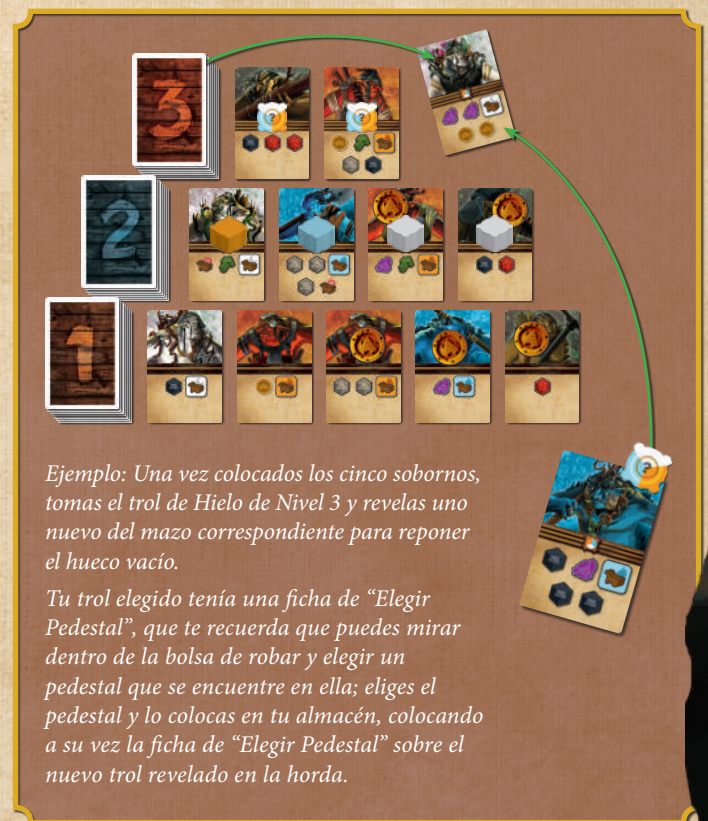 3
2
1
Ejemplo: Una vez colocados los cinco sobornos,
tomas el trol de Hielo de Nivel 3 y revelas uno
nuevo del mazo correspondiente para reponer
el hueco vacío.
Tu trol elegido tenía una ficha de “Elegir
Pedestal”, que te recuerda que puedes mirar
dentro de la bolsa de robar y elegir un
pedestal que se encuentre en ella; eliges el
pedestal y lo colocas en tu almacén, colocando
a su vez la ficha de “Elegir Pedestal” sobre el
nuevo trol revelado en la horda.